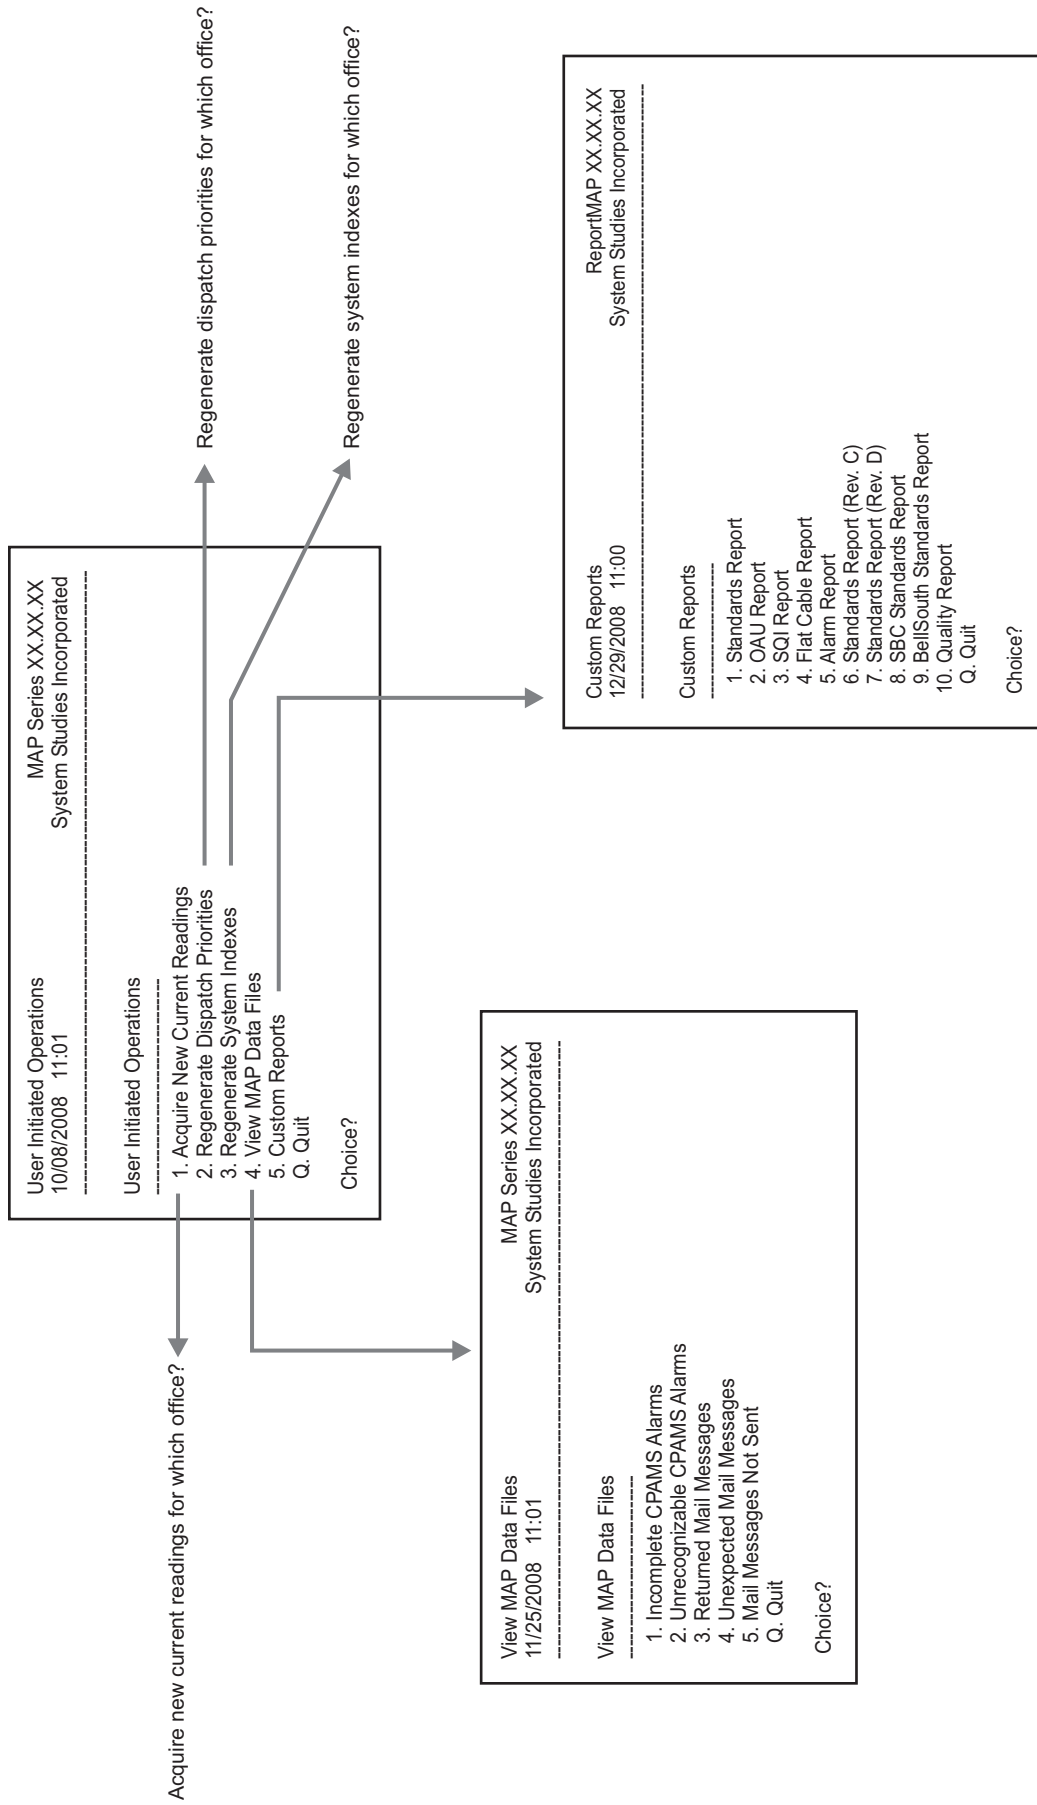 User Initiated Operations MAP Series XX.XX.XX
10/08/2008 11:01 System Studies Incorporated
User Initiated Operations
1. Acquire New Current Readings
2. Regenerate Dispatch Priorities
3. Regenerate System Indexes
4. View MAP Data Files
5. Custom Reports
Q. Quit
Choice?
Acquire new current readings for which office?
Regenerate dispatch priorities for which office?
Regenerate system indexes for which office?
View MAP Data Files MAP Series XX.XX.XX
11/25/2008 11:01 System Studies Incorporated
View MAP Data Files
1. Incomplete CPAMS Alarms
2. Unrecognizable CPAMS Alarms
3. Returned Mail Messages
4. Unexpected Mail Messages
5. Mail Messages Not Sent
Q. Quit
Choice?
Custom Reports ReportMAP XX.XX.XX
12/29/2008 11:00 System Studies Incorporated
Custom Reports
1. Standards Report
2. OAU Report
3. SQI Report
4. Flat Cable Report
5. Alarm Report
6. Standards Report (Rev. C)
7. Standards Report (Rev. D)
8. SBC Standards Report
9. BellSouth Standards Report
10. Quality Report
Q. Quit
Choice?